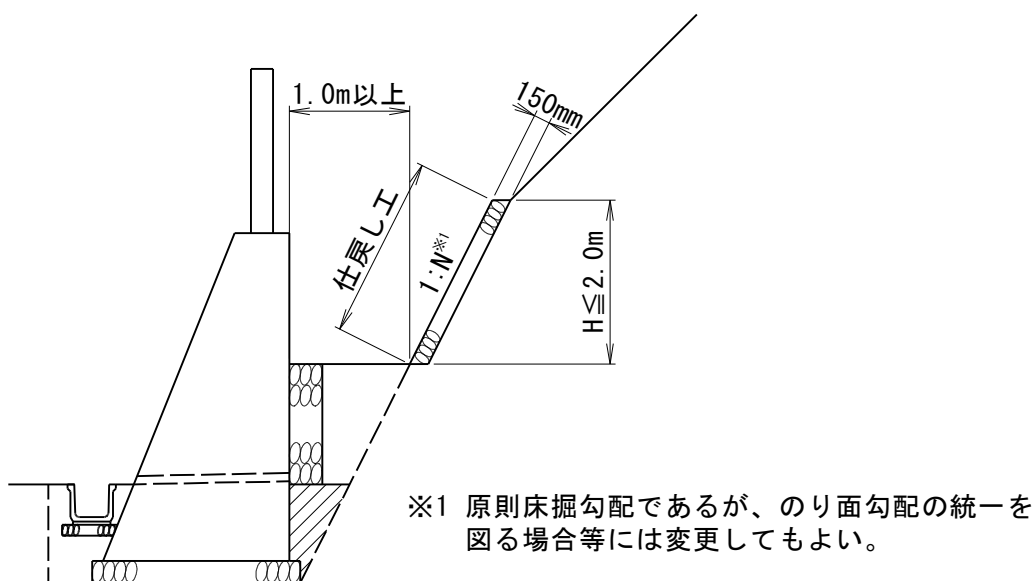 1.0m以上
150mm
仕戻し工
1:N※1
H≦2.0m
※1 原則床掘勾配であるが、のり面勾配の統一を
図る場合等には変更してもよい。